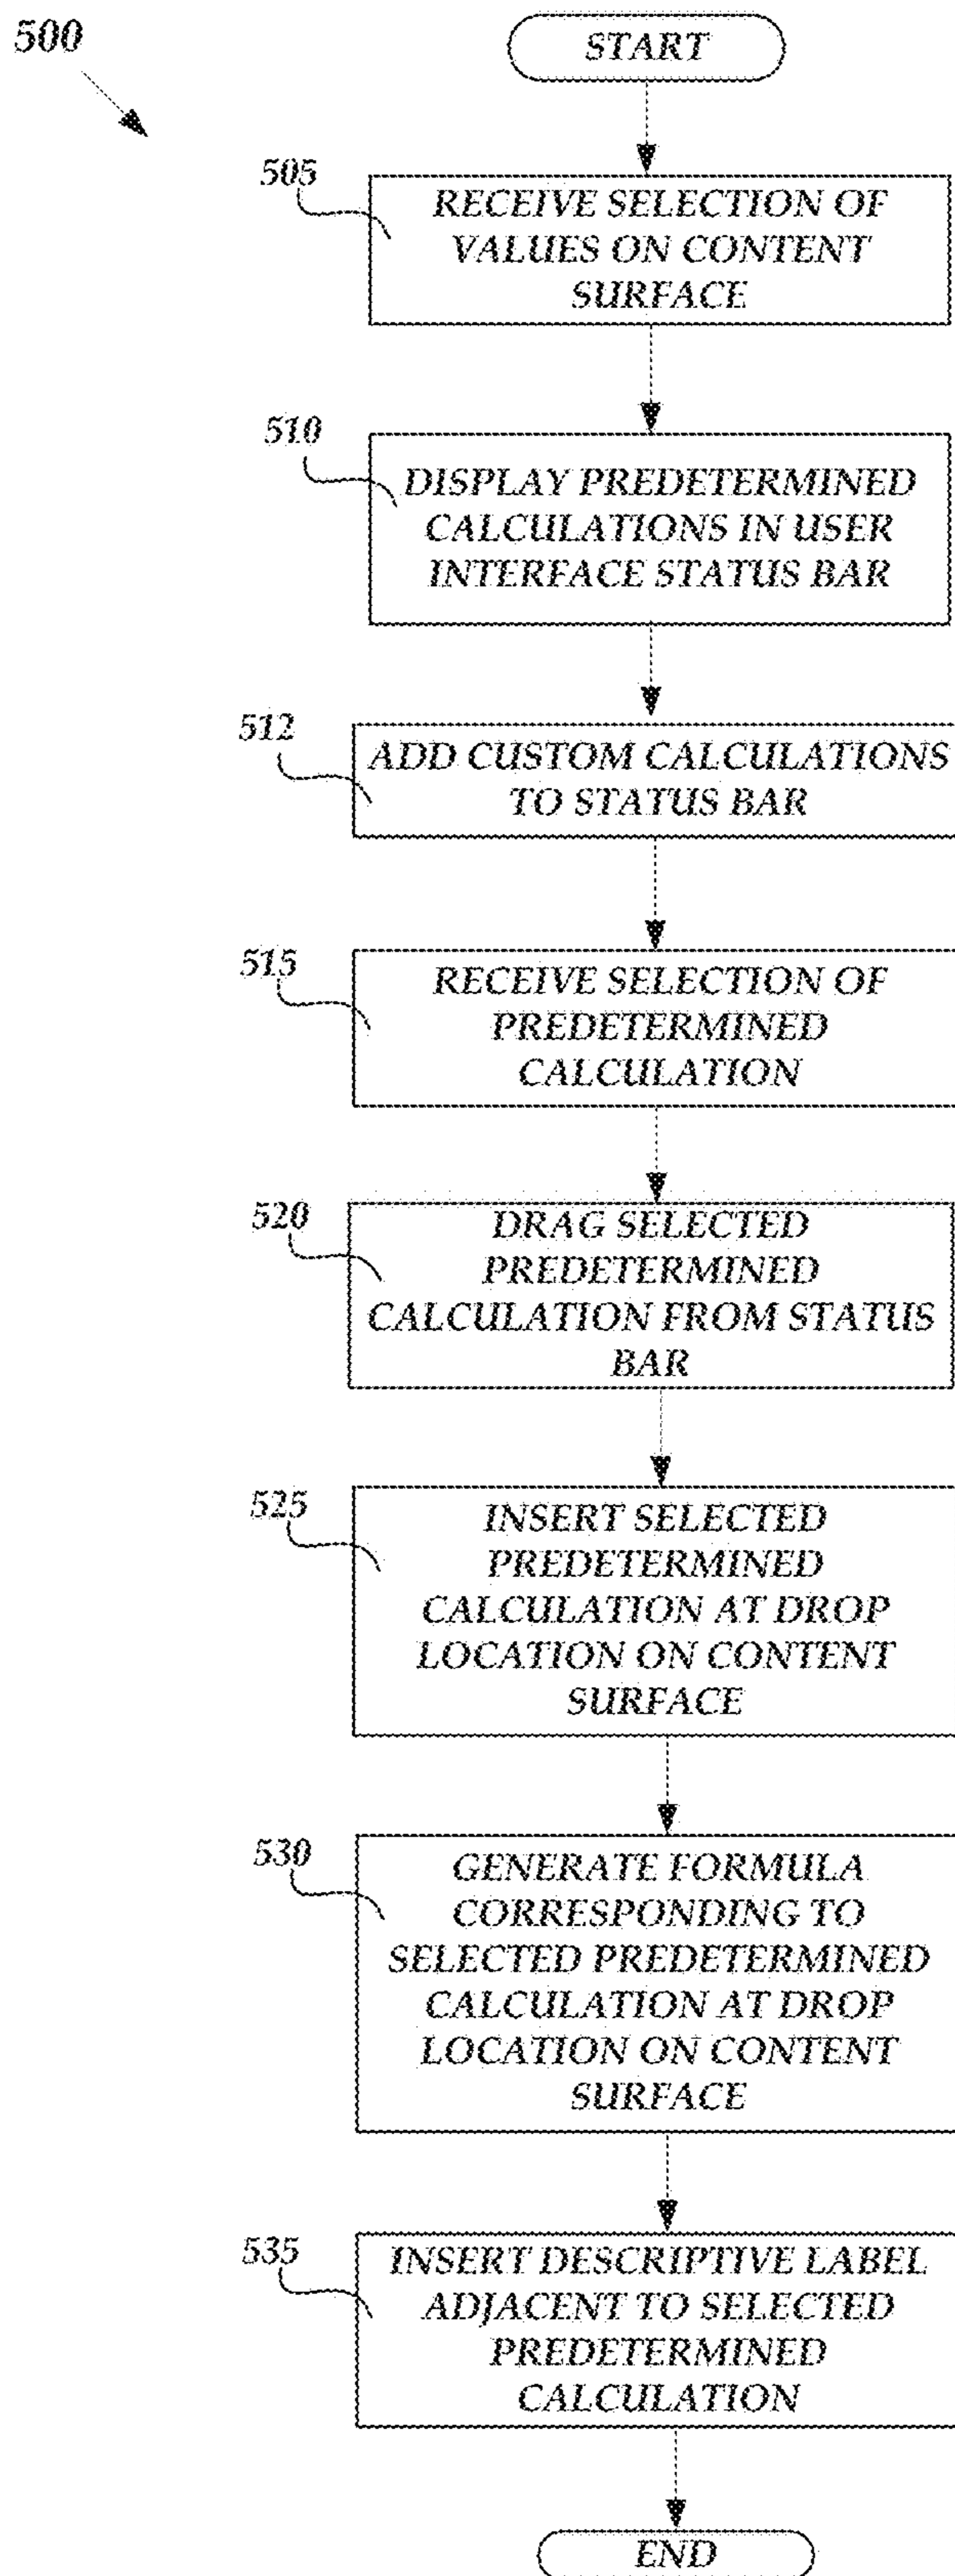 500
START
505
RECEIVE SELECTION OF
VALUES ON CONTENT
SURFACE
510
DISPLAY PREDETERMINED
CALCULATIONS IN USER
INTERFACE STATUS BAR
512
ADD CUSTOM CALCULATIONS
TO STATUS BAR
515
RECEIVE SELECTION OF
PREDETERMINED
CALCULATION
520
DRAG SELECTED
PREDETERMINED
CALCULATION FROM STATUS
BAR
525
INSERT SELECTED
PREDETERMINED
CALCULATION AT DROP
LOCATION ON CONTENT
SURFACE
530
GENERATE FORMULA
CORRESPONDING TO
SELECTED PREDETERMINED
CALCULATION AT DROP
LOCATION ON CONTENT
SURFACE
535
INSERT DESCRIPTIVE LABEL
ADJACENT TO SELECTED
PREDETERMINED
CALCULATION
END